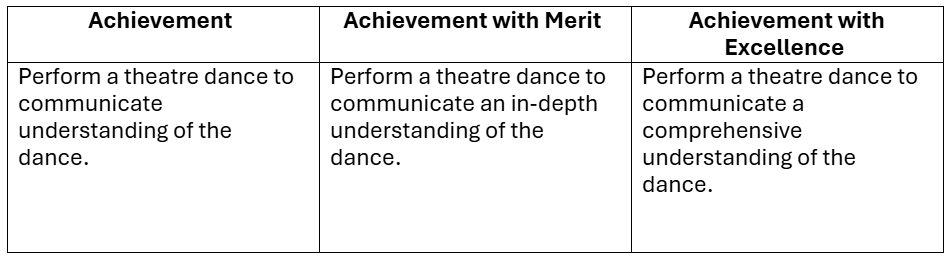 Achievement
Achievement with Merit
Achievement with
Excellence
Perform a theatre dance to
communicate
understanding of the
dance.
Perform a theatre dance to
communicate an in-depth
understanding of the
dance.
Perform a theatre dance to
communicate a
comprehensive
understanding of the
dance.